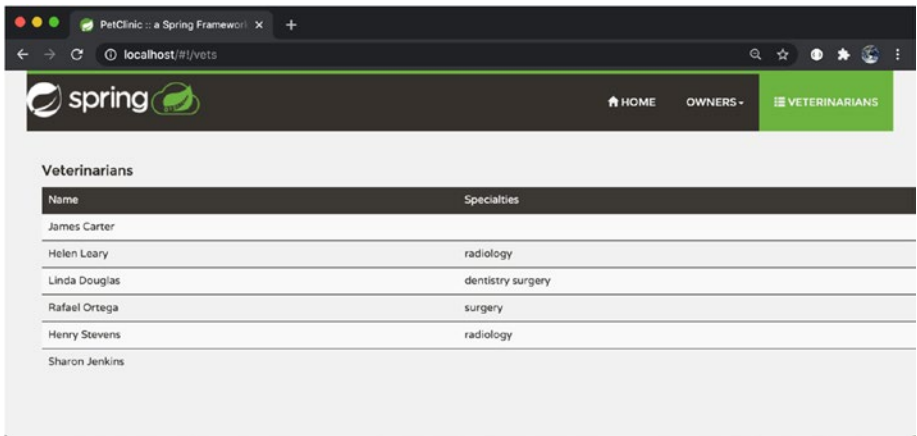 PetClinic :: a Spring Framework
localhost/#!/vets
spring
HOME OWNERS VETERINARIANS
Veterinarians
Name Specialties
James Carter
Helen Leary radiology
Linda Douglas dentistry surgery
Rafael Ortega surgery
Henry Stevens radiology
Sharon Jenkins